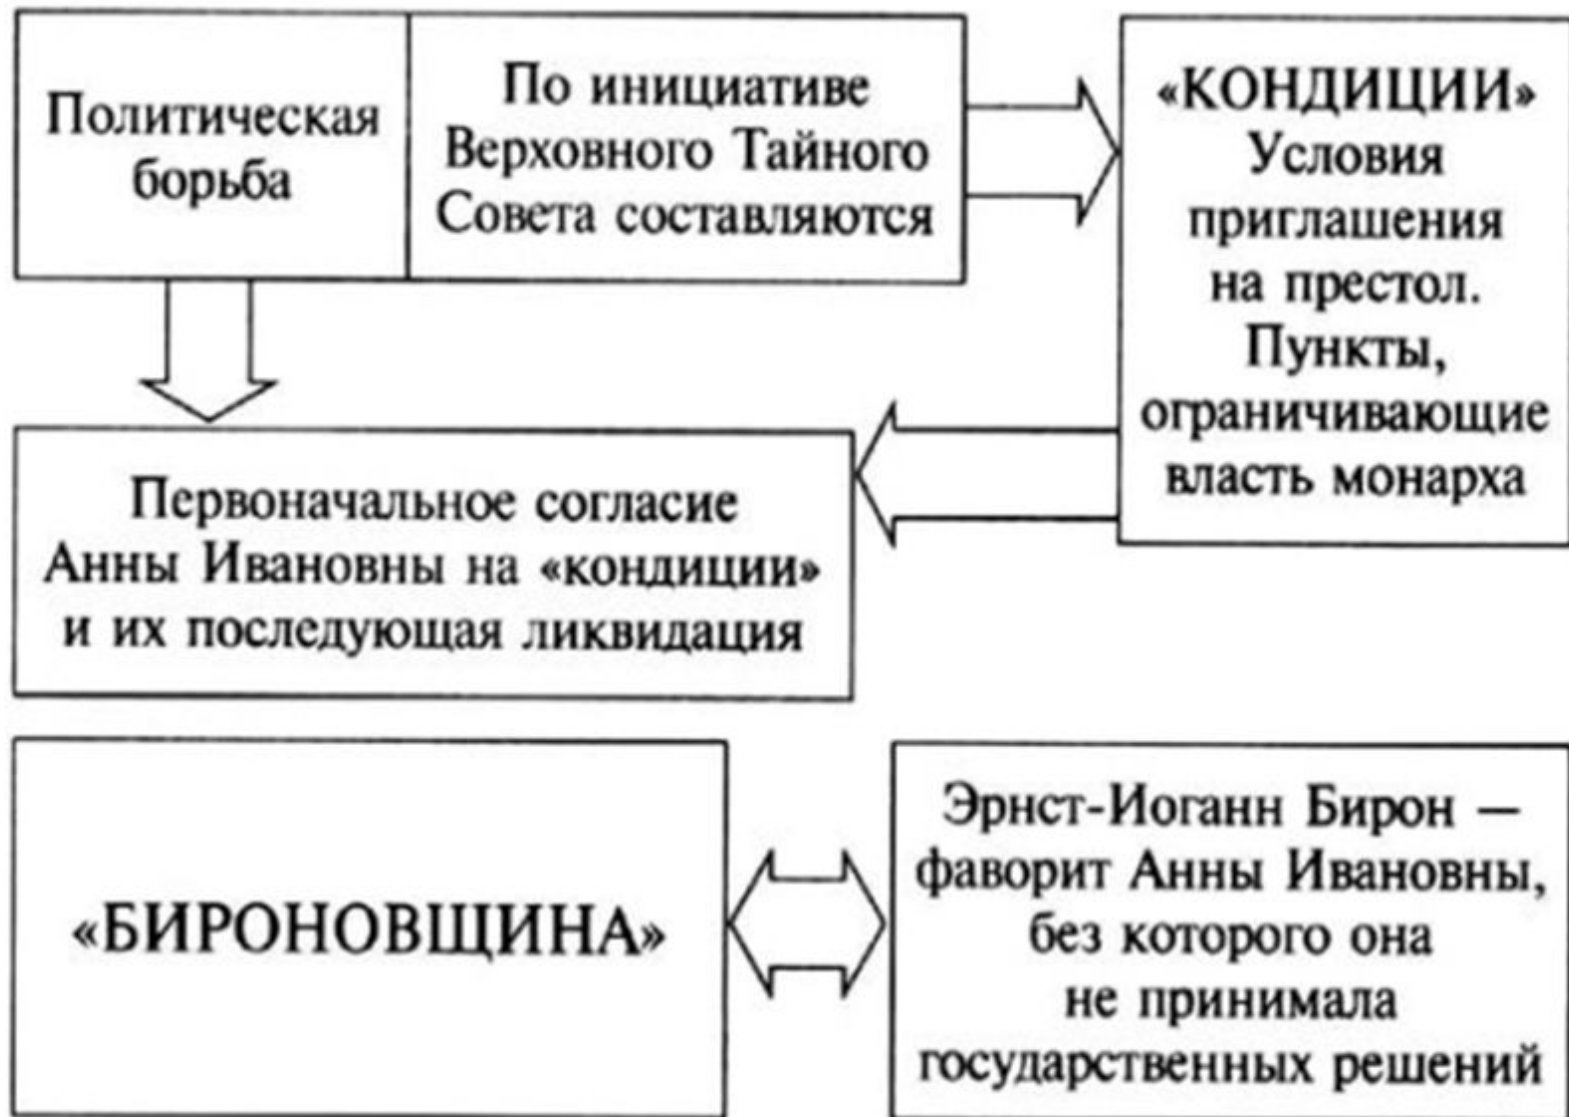 Политическая
борьба
По инициативе
Верховного Тайного
Совета составляются
«КОНДИЦИИ»
Условия
приглашения
на престол.
Пункты,
ограничивающие
власть монарха
Первоначальное согласие
Анны Ивановны на «кондиции»
и их последующая ликвидация
«БИРОНОВЩИНА»
Эрнст-Иоганн Бирон —
фаворит Анны Ивановны,
без которого она
не принимала
государственных решений